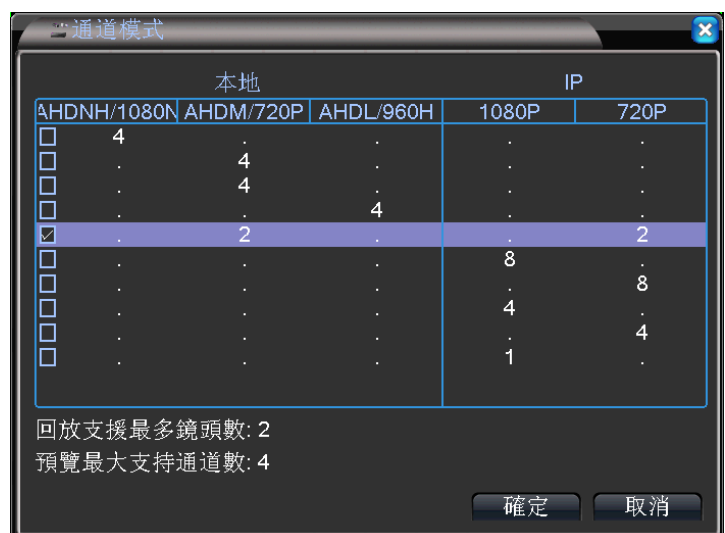 通道模式
本地 IP
AHDNH/1080N AHDM/720P AHDL/960H 1080P 720P
4 . . . .
. 4 . . .
. 4 . . .
. . 4 . .
. 2 . . 2
. . . 8 .
. . . . 8
. . . 4 .
. . . . 4
. . . 1 .
回放支援最多鏡頭數: 2
預覽最大支持通道數: 4
確定 取消